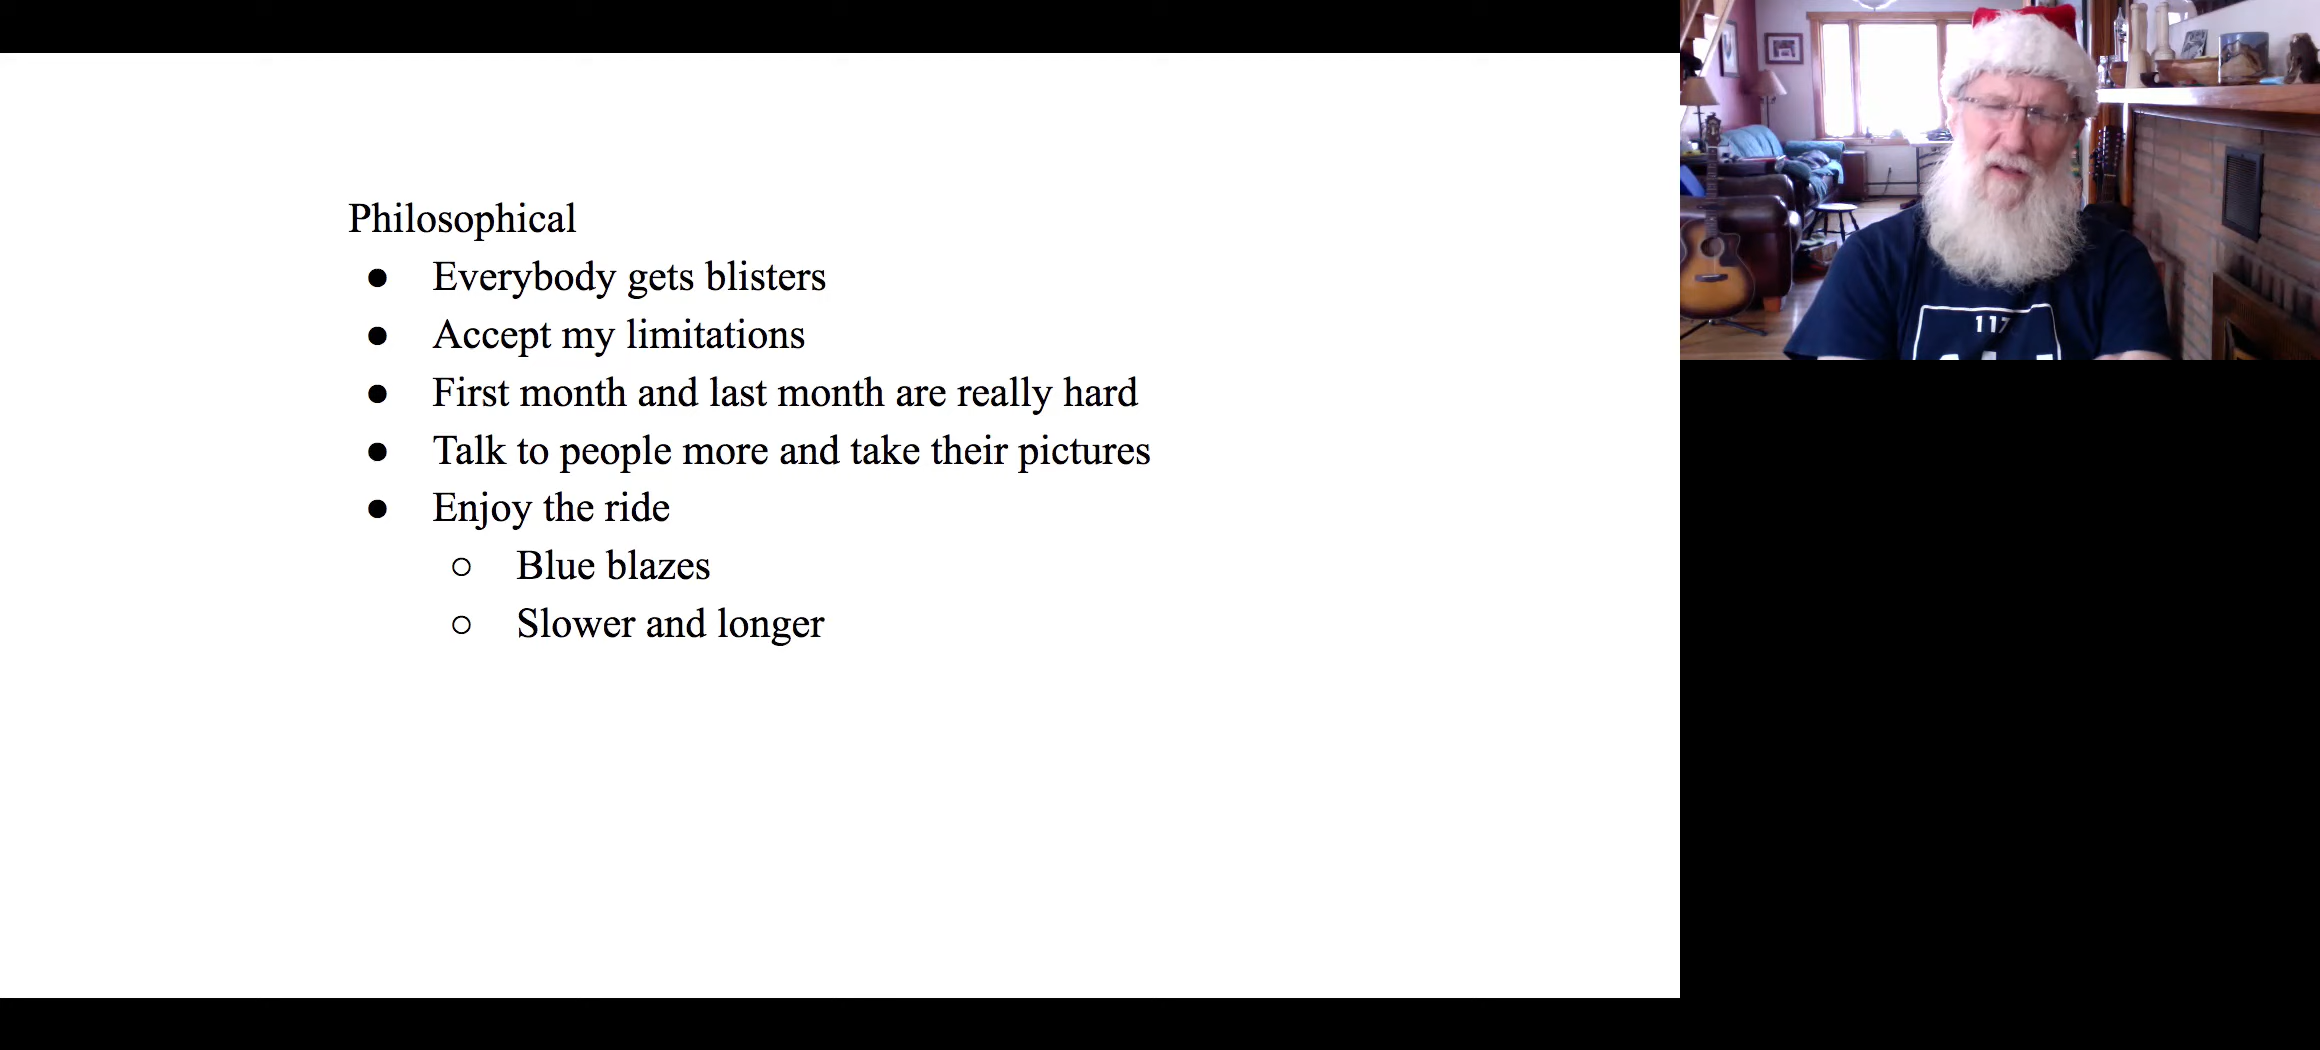 Philosophical
● Everybody gets blisters
● Accept my limitations
● First month and last month are really hard
● Talk to people more and take their pictures
● Enjoy the ride
○ Blue blazes
○ Slower and longer
117